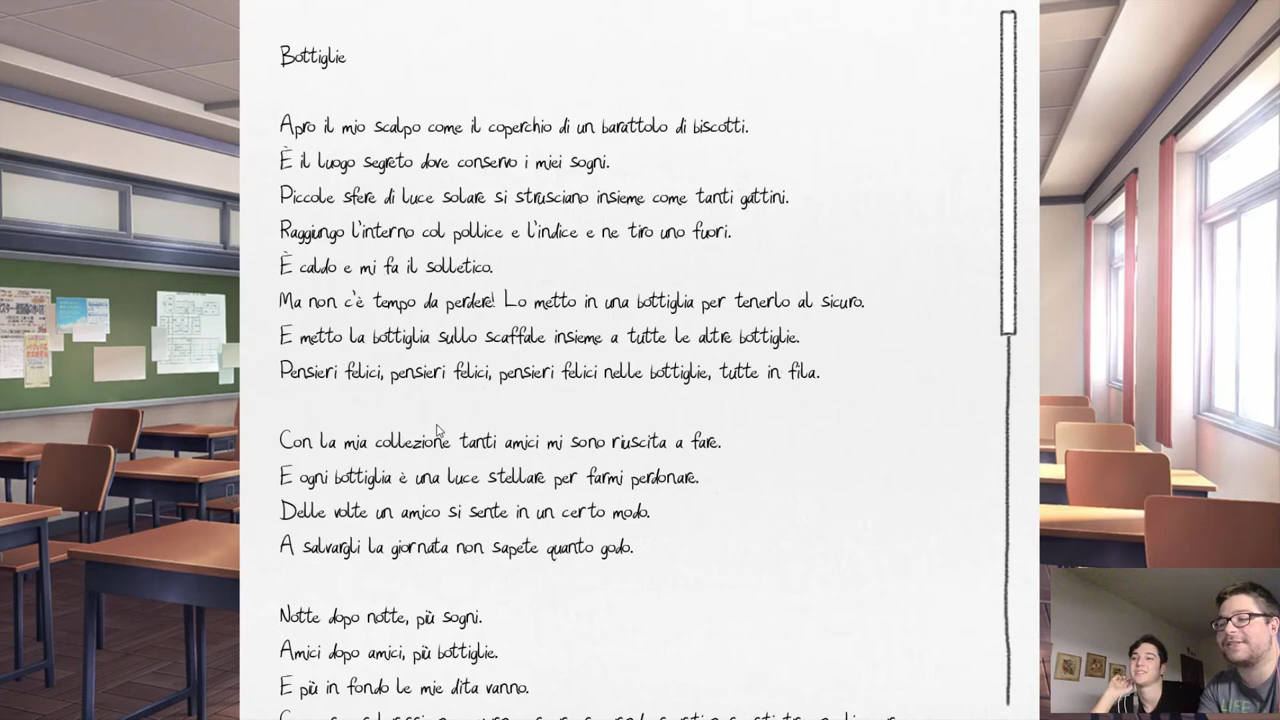 Bottiglie
Apro il mio scalpo come il coperchio di un barattolo di biscotti.
È il luogo segreto dove conservo i miei sogni.
Piccole sfere di luce solare si strusciano insieme come tanti gattini.
Raggiungo l'interno col pollice e l'indice e ne tiro uno fuori.
È caldo e mi fa il solletico.
Ma non c'è tempo da perdere! Lo metto in una bottiglia per tenerlo al sicuro.
E metto la bottiglia sullo scaffale insieme a tutte le altre bottiglie.
Pensieri felici, pensieri felici, pensieri felici nelle bottiglie, tutte in fila.
Con la mia collezione tanti amici mi sono riuscita a fare.
E ogni bottiglia è una luce stellare per farmi perdonare.
Delle volte un amico si sente in un certo modo.
A salvargli la giornata non sapete quanto godo.
Notte dopo notte, più sogni.
Amici dopo amici, più bottiglie.
E più in fondo le mie dita vanno.
LIFE